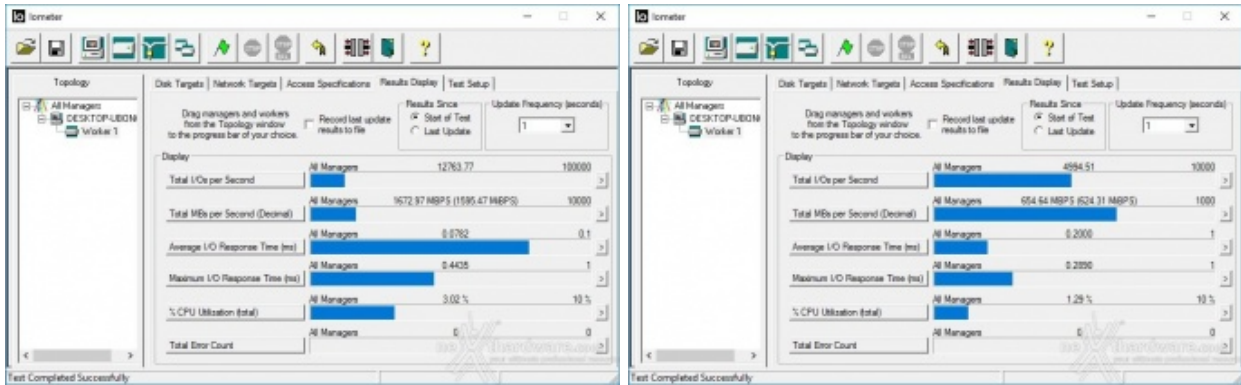 Iometer
Topology
All Managers
DESKTOP-UBON
Worker 1
Disk Targets | Network Targets | Access Specifications | Results Display | Test Setup
Drag managers and workers
from the Topology window
to the progress bar of your choice.
Record last update
results to file
Results Since
Start of Test
Last Update
Update Frequency (seconds)
1
Display
All Managers 12763.77 100000
Total I/Os per Second
All Managers 1672.97 MBPS (1595.47 MiBPS) 10000
Total MBs per Second (Decimal)
All Managers 0.0782 0.1
Average I/O Response Time (ms)
All Managers 0.4435 1
Maximum I/O Response Time (ms)
All Managers 3.02 % 10 %
% CPU Utilization (total)
All Managers 0 0
Total Error Count
Test Completed Successfully
Iometer
Topology
All Managers
DESKTOP-UBON
Worker 1
Disk Targets | Network Targets | Access Specifications | Results Display | Test Setup
Drag managers and workers
from the Topology window
to the progress bar of your choice.
Record last update
results to file
Results Since
Start of Test
Last Update
Update Frequency (seconds)
1
Display
All Managers 4994.51 10000
Total I/Os per Second
All Managers 654.64 MBPS (624.31 MiBPS) 1000
Total MBs per Second (Decimal)
All Managers 0.2000 1
Average I/O Response Time (ms)
All Managers 0.2890 1
Maximum I/O Response Time (ms)
All Managers 1.29 % 10 %
% CPU Utilization (total)
All Managers 0 0
Total Error Count
Test Completed Successfully